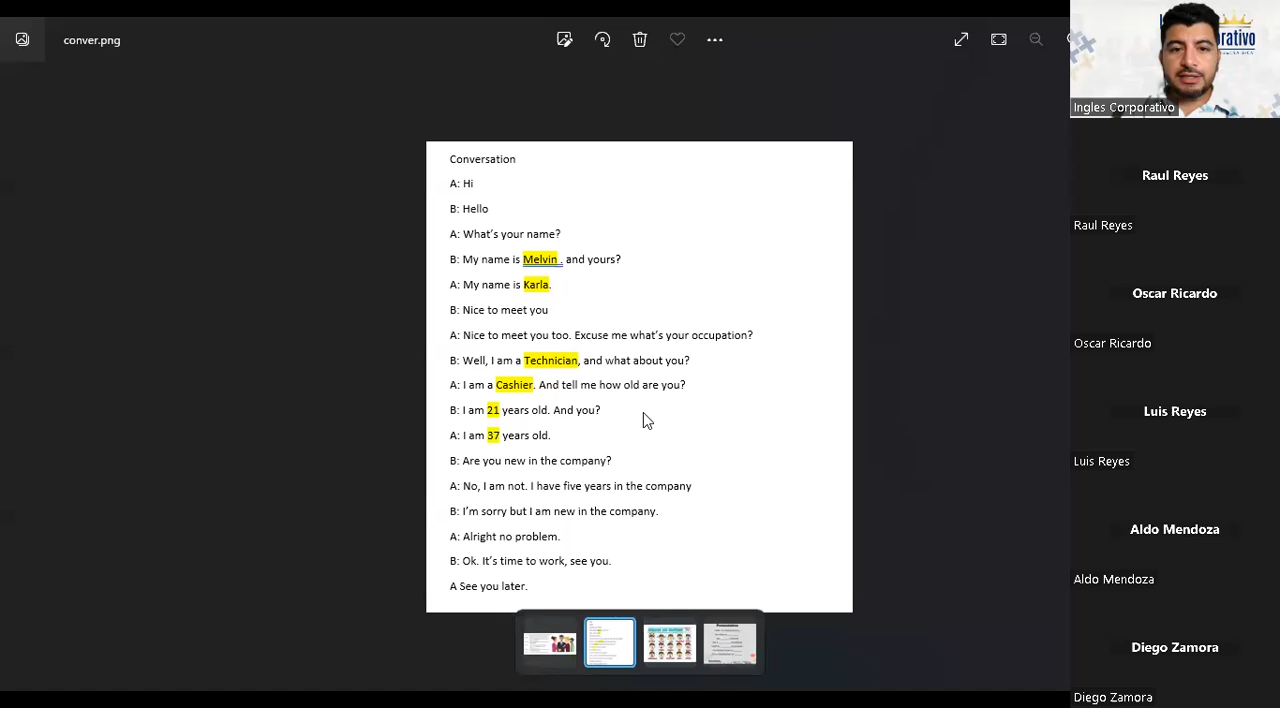 conver.png
Conversation
A: Hi
B: Hello
A: What's your name?
B: My name is Melvin . and yours?
A: My name is Karla.
B: Nice to meet you
A: Nice to meet you too. Excuse me what's your occupation?
B: Well, I am a Technician, and what about you?
A: I am a Cashier. And tell me how old are you?
B: I am 21 years old. And you?
A: I am 37 years old.
B: Are you new in the company?
A: No, I am not. I have five years in the company
B: I'm sorry but I am new in the company.
A: Alright no problem.
B: Ok. It's time to work, see you.
A See you later.
Ingles Corporativo
Raul Reyes
Raul Reyes
Oscar Ricardo
Oscar Ricardo
Luis Reyes
Luis Reyes
Aldo Mendoza
Aldo Mendoza
Diego Zamora
Diego Zamora